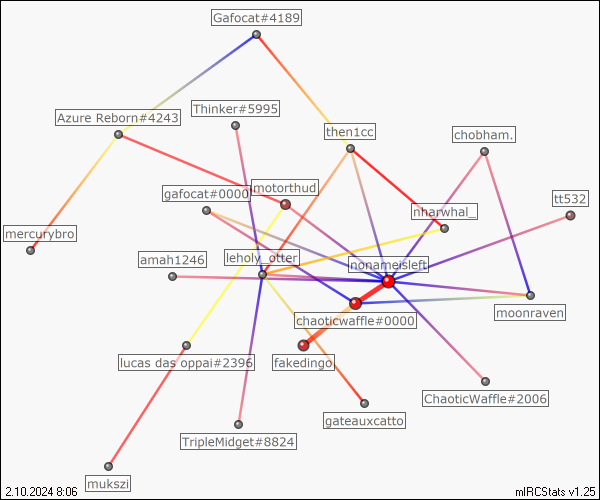 Gafocat#4189
Thinker#5995
Azure Reborn#4243
then1cc
chobham.
motorthud
gafocat#0000
tt532
nharwhal_
mercurybro
leholy_otter
amah1246
nonameisleft
moonraven
chaoticwaffle#0000
lucas das oppai#2396
fakedingo
ChaoticWaffle#2006
gateauxcatto
TripleMidget#8824
mukszi
2.10.2024 8:06
mIRCStats v1.25